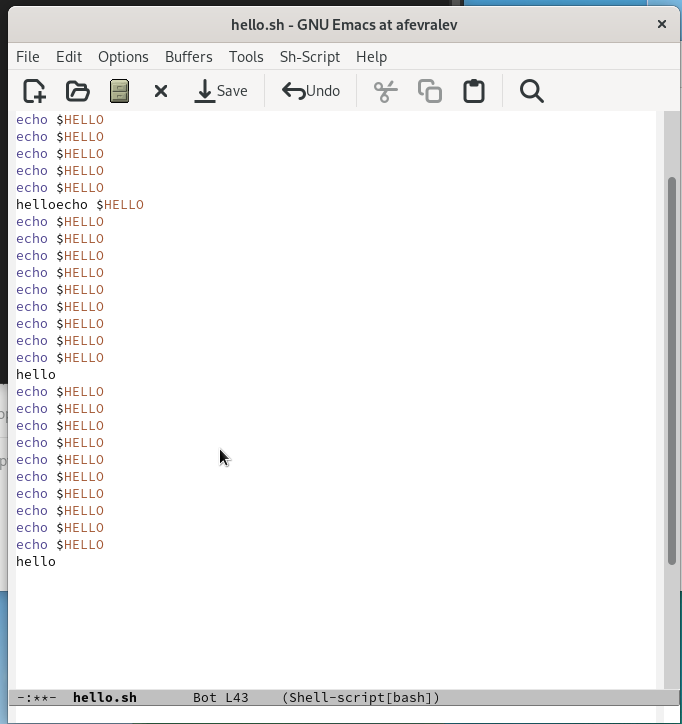 hello.sh - GNU Emacs at afevralev
File Edit Options Buffers Tools Sh-Script Help
Save Undo
echo $HELLO
echo $HELLO
echo $HELLO
echo $HELLO
echo $HELLO
helloecho $HELLO
echo $HELLO
echo $HELLO
echo $HELLO
echo $HELLO
echo $HELLO
echo $HELLO
echo $HELLO
echo $HELLO
echo $HELLO
hello
echo $HELLO
echo $HELLO
echo $HELLO
echo $HELLO
echo $HELLO
echo $HELLO
echo $HELLO
echo $HELLO
echo $HELLO
echo $HELLO
hello
-:**- hello.sh Bot L43 (Shell-script[bash])